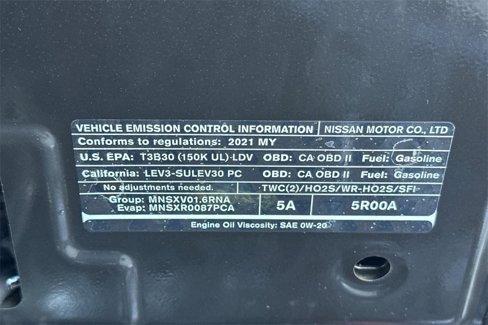 VEHICLE EMISSION CONTROL INFORMATION NISSAN MOTOR CO., LTD
Conforms to regulations: 2021 MY
U.S. EPA: T3B30 (150K UL)-LDV OBD: CA OBD II Fuel: Gasoline
California: LEV3-SULEV30 PC OBD: CA OBD II Fuel: Gasoline
No adjustments needed. TWC(2)/HO2S/WR-HO2S/SFI
Group: MNSXV01.6RNA
Evap: MNSXR0087PCA
5A 5R00A
Engine Oil Viscosity: SAE 0W-20